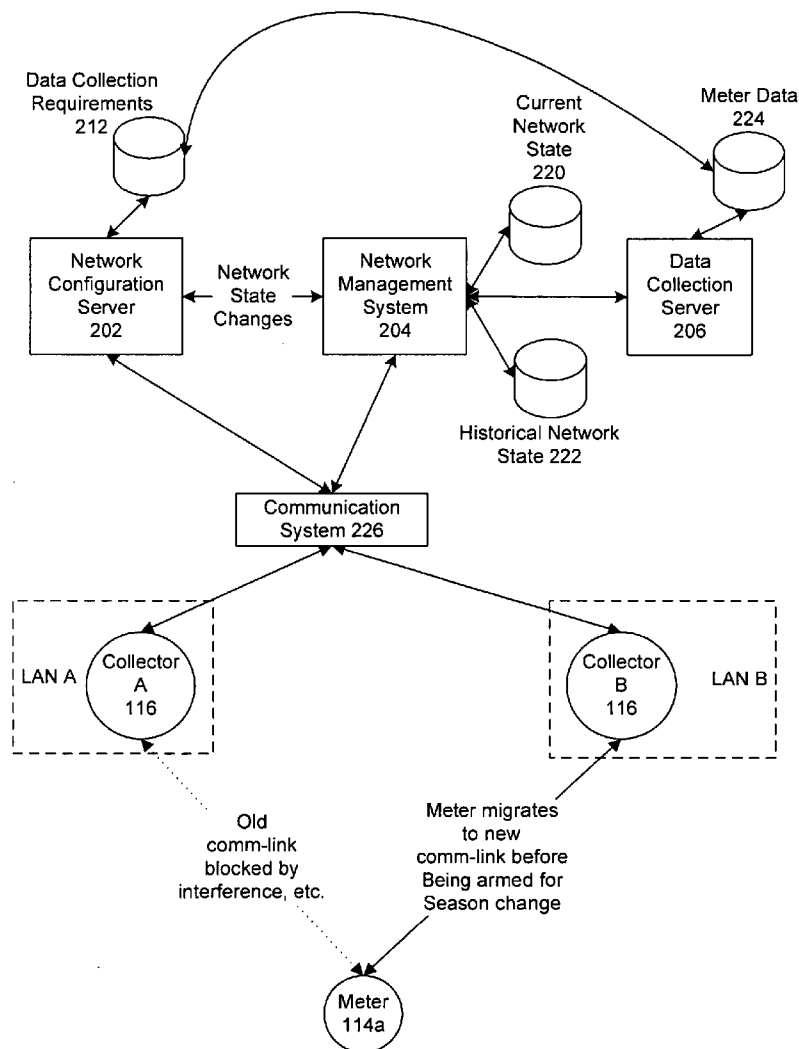 Data Collection
Requirements
212
Current
Network
State
220
Meter Data
224
Network
Configuration
Server
202
Network
State
Changes
Network
Management
System
204
Data
Collection
Server
206
Historical Network
State 222
Communication
System 226
LAN A
Collector
A
116
Collector
B
116
LAN B
Old
comm-link
blocked by
interference, etc.
Meter migrates
to new
comm-link before
Being armed for
Season change
Meter
114a